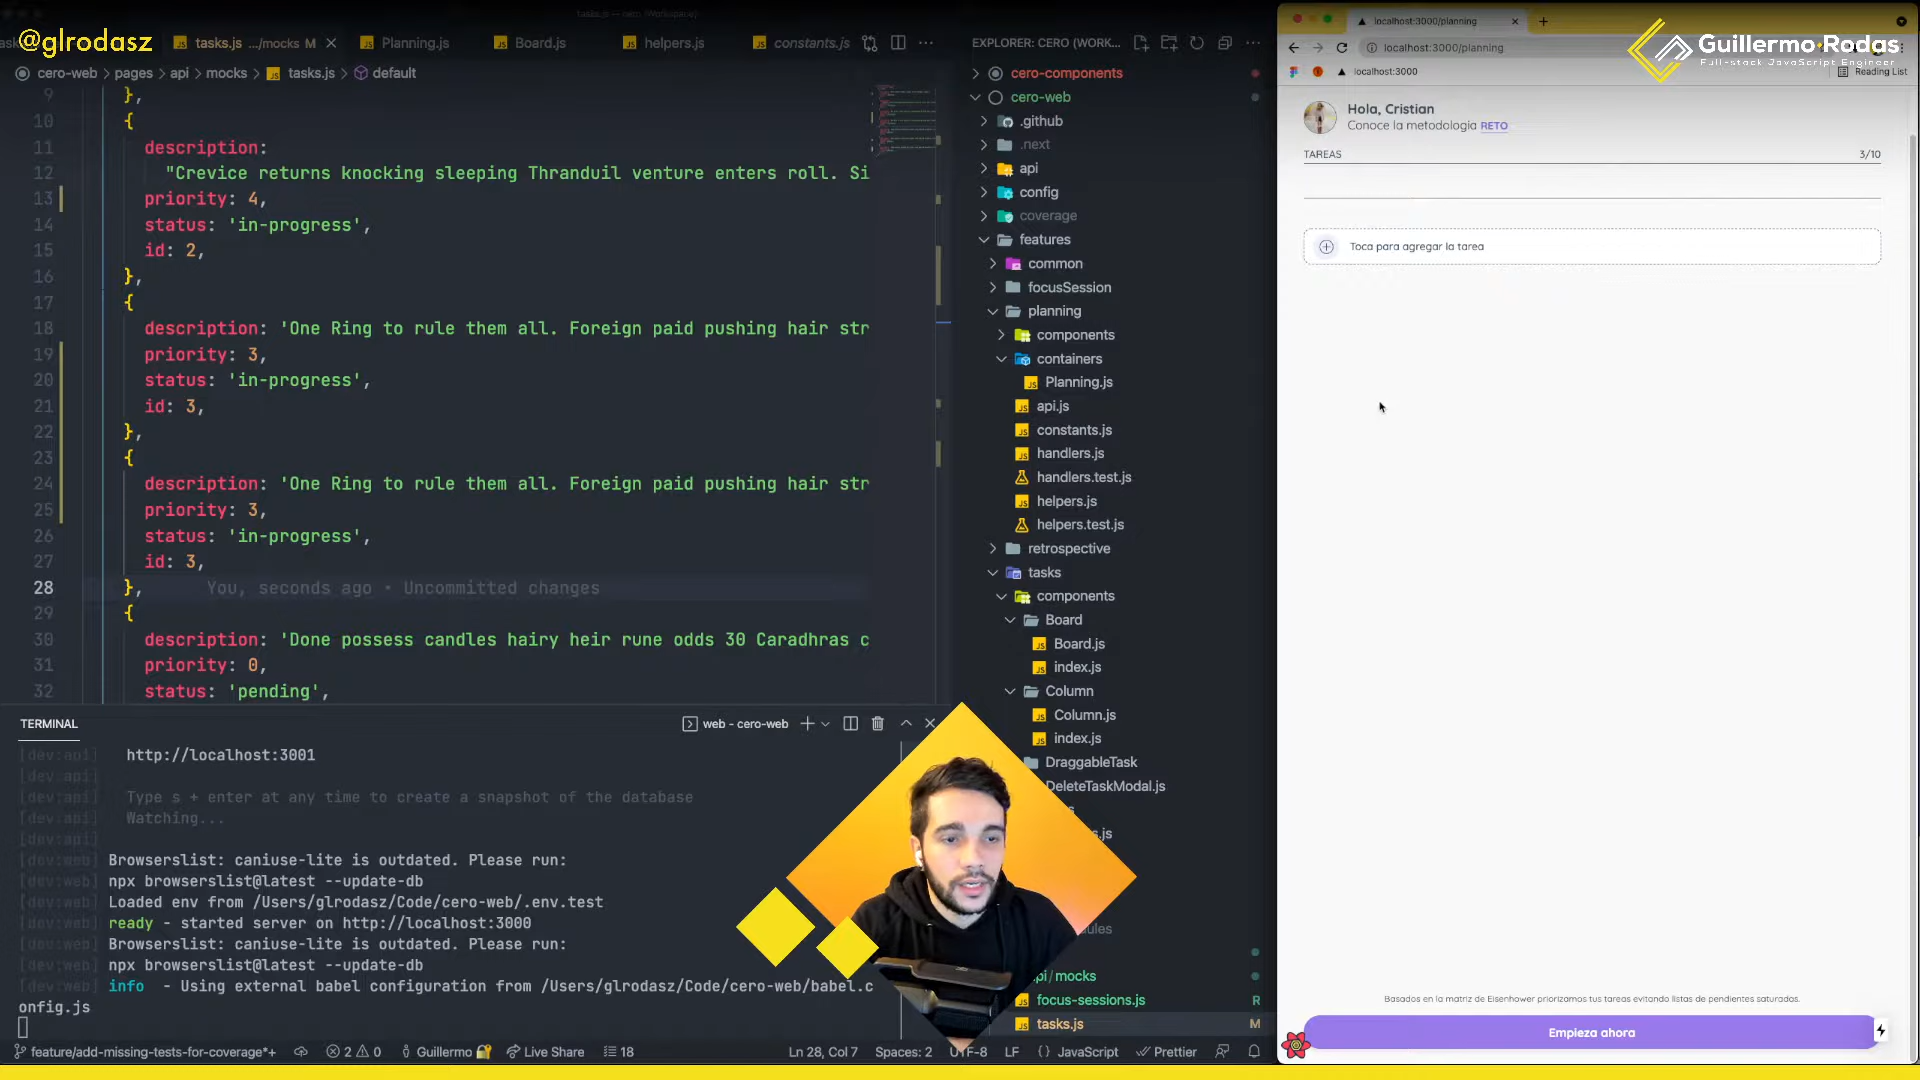 tasks.js — cero (Workspace)
@glrodasz
tasks.js .../mocks M
Planning.js
Board.js
helpers.js
constants.js
cero-web > pages > api > mocks > tasks.js > default
9 },
10 {
11 description:
12 "Crevice returns knocking sleeping Thranduil venture enters roll. Si
13 priority: 4,
14 status: 'in-progress',
15 id: 2,
16 },
17 {
18 description: 'One Ring to rule them all. Foreign paid pushing hair str
19 priority: 3,
20 status: 'in-progress',
21 id: 3,
22 },
23 {
24 description: 'One Ring to rule them all. Foreign paid pushing hair str
25 priority: 3,
26 status: 'in-progress',
27 id: 3,
28 }, You, seconds ago • Uncommitted changes
29 {
30 description: 'Done possess candles hairy heir rune odds 30 Caradhras c
31 priority: 0,
32 status: 'pending',
TERMINAL
web - cero-web
[dev:api] http://localhost:3001
[dev:api]
[dev:api] Type s + enter at any time to create a snapshot of the database
[dev:api] Watching...
[dev:api]
[dev:web] Browserslist: caniuse-lite is outdated. Please run:
[dev:web] npx browserslist@latest --update-db
[dev:web] Loaded env from /Users/glrodasz/Code/cero-web/.env.test
[dev:web] ready - started server on http://localhost:3000
[dev:web] Browserslist: caniuse-lite is outdated. Please run:
[dev:web] npx browserslist@latest --update-db
[dev:web] info - Using external babel configuration from /Users/glrodasz/Code/cero-web/babel.c
onfig.js
feature/add-missing-tests-for-coverage*+
2 0
Guillermo
Live Share
18
Ln 28, Col 7
Spaces: 2
UTF-8
LF
{ } JavaScript
Prettier
EXPLORER: CERO (WORK...
cero-components
cero-web
.github
.next
api
config
coverage
features
common
focusSession
planning
components
containers
Planning.js
api.js
constants.js
handlers.js
handlers.test.js
helpers.js
helpers.test.js
retrospective
tasks
components
Board
Board.js
index.js
Column
Column.js
index.js
DraggableTask
DeleteTaskModal.js
s.js
ules
pi/mocks
focus-sessions.js R
tasks.js M
localhost:3000/planning
localhost:3000/planning
localhost:3000
Reading List
Guillermo Rodas
Full-stack JavaScript Engineer
Hola, Cristian
Conoce la metodología RETO
TAREAS 3/10
Toca para agregar la tarea
Basados en la matriz de Eisenhower priorizamos tus tareas evitando listas de pendientes saturados.
Empieza ahora